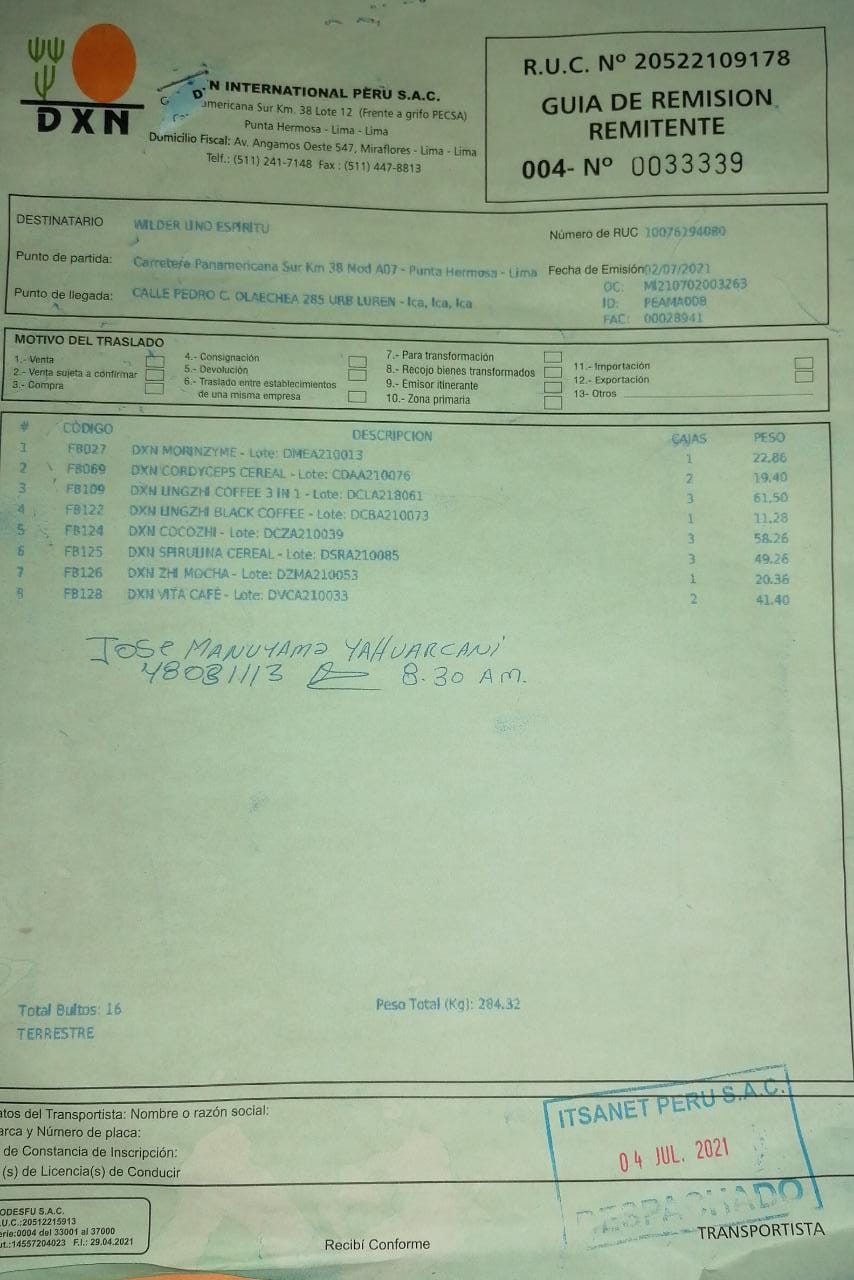 DXN
N INTERNATIONAL PERU S.A.C.
americana Sur Km. 38 Lote 12 (Frente a grifo PECSA)
Punta Hermosa - Lima - Lima
Domicilio Fiscal: Av. Angamos Oeste 547, Miraflores - Lima - Lima
Telf.: (511) 241-7148 Fax : (511) 447-8813
R.U.C. Nº 20522109178
GUIA DE REMISION
REMITENTE
004- Nº 0033339
DESTINATARIO WILDER LINO ESPIRITU Número de RUC 10076294080
Punto de partida: Carretera Panamericana Sur Km 38 Nod A07 - Punta Hermosa - Lima Fecha de Emisión 02/07/2021
OC: MI210702003263
Punto de llegada: CALLE PEDRO C. OLAECHEA 285 URB LUREN - Ica, Ica, Ica ID: PEAMA008
FAC: 00028941
MOTIVO DEL TRASLADO
1.- Venta
2.- Venta sujeta a confirmar
3.- Compra
4.- Consignación
5.- Devolución
6.- Traslado entre establecimientos
de una misma empresa
7.- Para transformación
8.- Recojo bienes transformados
9.- Emisor itinerante
10.- Zona primaria
11.- Importación
12.- Exportación
13- Otros
# CÓDIGO DESCRIPCION CAJAS PESO
1 FB027 DXN MORINZYME - Lote: DMEA210013 1 22.86
2 FB069 DXN CORDYCEPS CEREAL - Lote: CDAA210076 2 19.40
3 FB109 DXN LINGZHI COFFEE 3 IN 1 - Lote: DCLA218061 3 61.50
4 FB122 DXN LINGZHI BLACK COFFEE - Lote: DCBA210073 1 11.28
5 FB124 DXN COCOZHI - Lote: DCZA210039 3 58.26
6 FB125 DXN SPIRULINA CEREAL - Lote: DSRA210085 3 49.26
7 FB126 DXN ZHI MOCHA - Lote: DZMA210053 1 20.36
8 FB128 DXN VITA CAFÉ - Lote: DVCA210033 2 41.40
JOSE MANUYAMA YAHUARCANI
48081113 8.30 AM.
Total Bultos: 16 Peso Total (Kg): 284.32
TERRESTRE
atos del Transportista: Nombre o razón social:
arca y Número de placa:
de Constancia de Inscripción:
(s) de Licencia(s) de Conducir
ITSANET PERU S.A.C.
04 JUL. 2021
DESPACHADO
TRANSPORTISTA
ODESFU S.A.C.
.U.C.:20512215913
erie:0004 del 33001 al 37000
ut.:14557204023 F.I.: 29.04.2021
Recibí Conforme